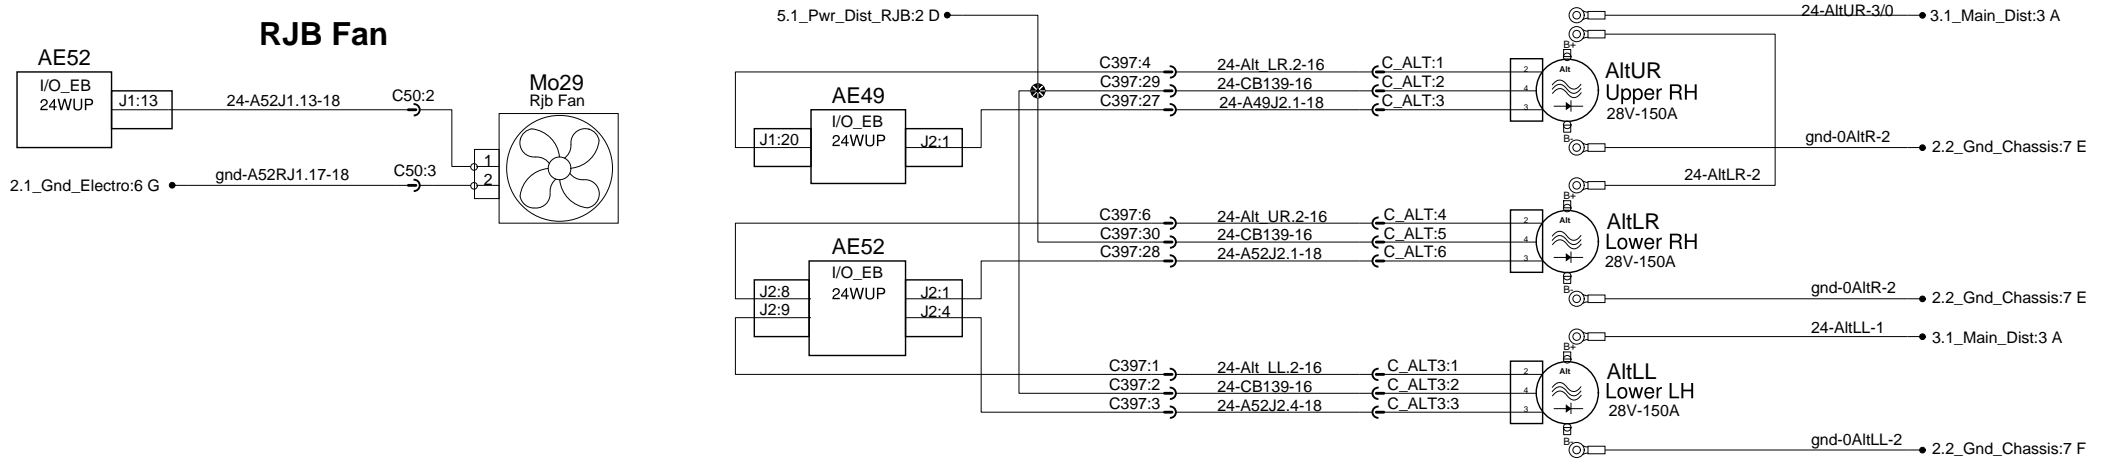 RJB Fan
AE52
I/O_EB
24WUP
J1:13
24-A52J1.13-18
C50:2
Mo29
Rjb Fan
1
2
2.1_Gnd_Electro:6 G
gnd-A52RJ1.17-18
C50:3
5.1_Pwr_Dist_RJB:2 D
AE49
I/O_EB
24WUP
J1:20
J2:1
C397:4
24-Alt_LR.2-16
C_ALT:1
C397:29
24-CB139-16
C_ALT:2
C397:27
24-A49J2.1-18
C_ALT:3
2
4
3
B+
Alt
B-
AltUR
Upper RH
28V-150A
24-AltUR-3/0
3.1_Main_Dist:3 A
gnd-0AltR-2
2.2_Gnd_Chassis:7 E
24-AltLR-2
AE52
I/O_EB
24WUP
J2:8
J2:9
J2:1
J2:4
C397:6
24-Alt_UR.2-16
C_ALT:4
C397:30
24-CB139-16
C_ALT:5
C397:28
24-A52J2.1-18
C_ALT:6
2
4
3
B+
Alt
B-
AltLR
Lower RH
28V-150A
gnd-0AltR-2
2.2_Gnd_Chassis:7 E
24-AltLL-1
3.1_Main_Dist:3 A
C397:1
24-Alt_LL.2-16
C_ALT3:1
C397:2
24-CB139-16
C_ALT3:2
C397:3
24-A52J2.4-18
C_ALT3:3
2
4
3
B+
Alt
B-
AltLL
Lower LH
28V-150A
gnd-0AltLL-2
2.2_Gnd_Chassis:7 F